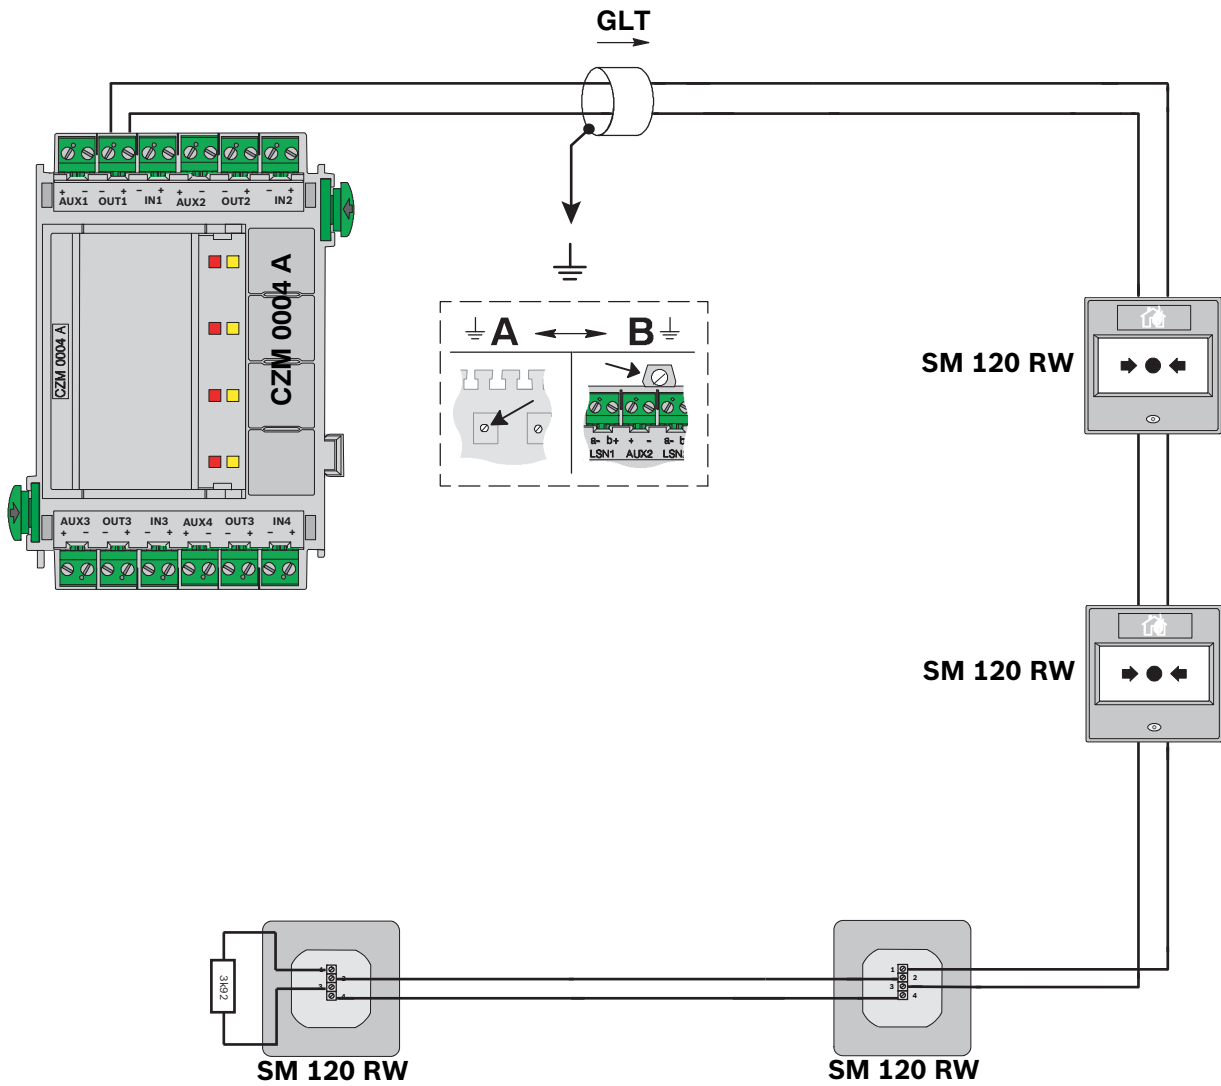 GLT
+ - - + - + + - - + - +
AUX1 OUT1 IN1 AUX2 OUT2 IN2
CZM 0004 A
CZM 0004 A
AUX3 OUT3 IN3 AUX4 OUT3 IN4
+ - - + - + + - - + - +
A B
a- b+ + - a-
LSN1 AUX2 LSN
SM 120 RW
SM 120 RW
3k92
1
2
3
4
SM 120 RW
1
2
3
4
SM 120 RW